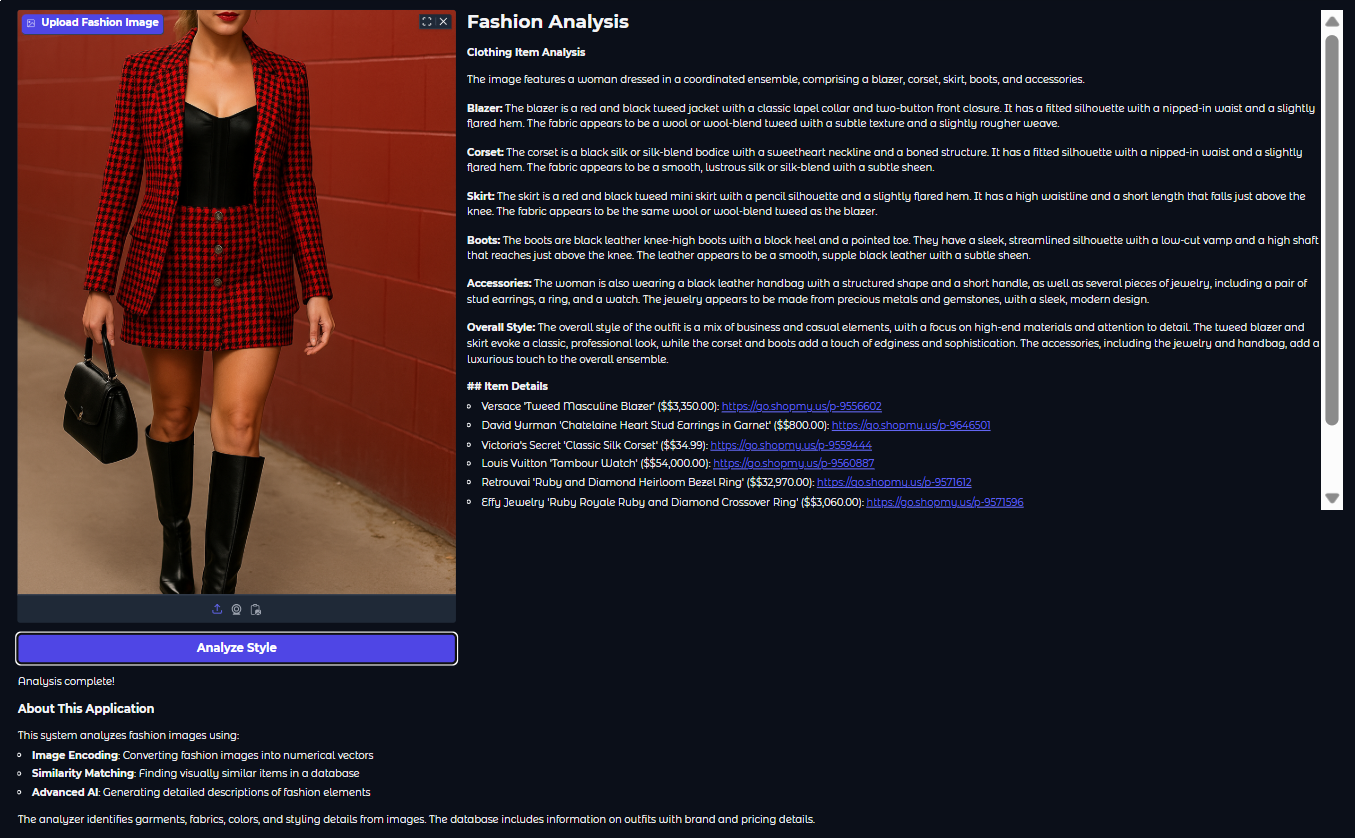 Upload Fashion Image
Fashion Analysis
Clothing Item Analysis
The image features a woman dressed in a coordinated ensemble, comprising a blazer, corset, skirt, boots, and accessories.
Blazer: The blazer is a red and black tweed jacket with a classic lapel collar and two-button front closure. It has a fitted silhouette with a nipped-in waist and a slightly
flared hem. The fabric appears to be a wool or wool-blend tweed with a subtle texture and a slightly rougher weave.
Corset: The corset is a black silk or silk-blend bodice with a sweetheart neckline and a boned structure. It has a fitted silhouette with a nipped-in waist and a slightly
flared hem. The fabric appears to be a smooth, lustrous silk or silk-blend with a subtle sheen.
Skirt: The skirt is a red and black tweed mini skirt with a pencil silhouette and a slightly flared hem. It has a high waistline and a short length that falls just above the
knee. The fabric appears to be the same wool or wool-blend tweed as the blazer.
Boots: The boots are black leather knee-high boots with a block heel and a pointed toe. They have a sleek, streamlined silhouette with a low-cut vamp and a high shaft
that reaches just above the knee. The leather appears to be a smooth, supple black leather with a subtle sheen.
Accessories: The woman is also wearing a black leather handbag with a structured shape and a short handle, as well as several pieces of jewelry, including a pair of
stud earrings, a ring, and a watch. The jewelry appears to be made from precious metals and gemstones, with a sleek, modern design.
Overall Style: The overall style of the outfit is a mix of business and casual elements, with a focus on high-end materials and attention to detail. The tweed blazer and
skirt evoke a classic, professional look, while the corset and boots add a touch of edginess and sophistication. The accessories, including the jewelry and handbag, add a
luxurious touch to the overall ensemble.
## Item Details
Versace 'Tweed Masculine Blazer' ($$3,350.00): https://go.shopmy.us/p-9556602
David Yurman 'Chatelaine Heart Stud Earrings in Garnet' ($$800.00): https://go.shopmy.us/p-9646501
Victoria's Secret 'Classic Silk Corset' ($$34.99): https://go.shopmy.us/p-9559444
Louis Vuitton 'Tambour Watch' ($$54,000.00): https://go.shopmy.us/p-9560887
Retrouvai 'Ruby and Diamond Heirloom Bezel Ring' ($$32,970.00): https://go.shopmy.us/p-9571612
Effy Jewelry 'Ruby Royale Ruby and Diamond Crossover Ring' ($$3,060.00): https://go.shopmy.us/p-9571596
Analyze Style
Analysis complete!
About This Application
This system analyzes fashion images using:
Image Encoding: Converting fashion images into numerical vectors
Similarity Matching: Finding visually similar items in a database
Advanced AI: Generating detailed descriptions of fashion elements
The analyzer identifies garments, fabrics, colors, and styling details from images. The database includes information on outfits with brand and pricing details.